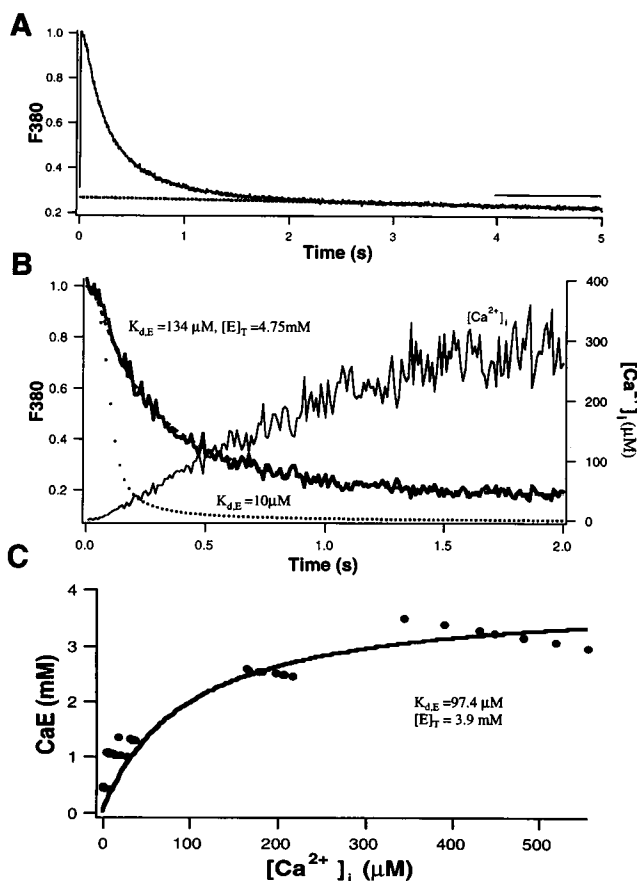 A
1.0
0.8
0.6
0.4
0.2
F380
0 1 2 3 4 5
Time (s)
B
1.0
0.8
0.6
0.4
0.2
F380
K_d,E =134 μM, [E]_T =4.75mM
[Ca²⁺]_i
K_d,E =10μM
400
300
200
100
0
[Ca²⁺]_i (μM)
0.0 0.5 1.0 1.5 2.0
Time (s)
C
4
3
2
1
0
CaE (mM)
K_d,E =97.4 μM
[E]_T = 3.9 mM
0 100 200 300 400 500
[Ca²⁺]_i (μM)